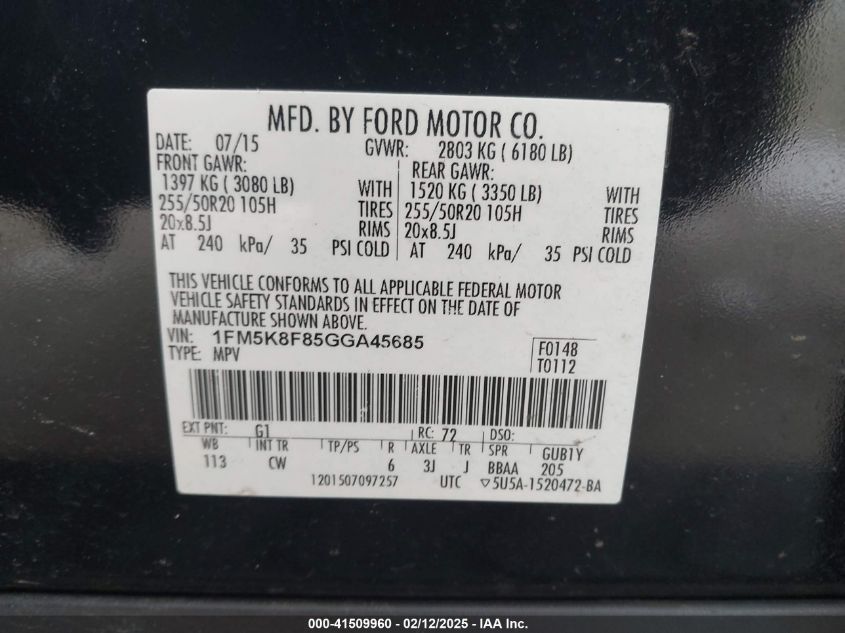 MFD. BY FORD MOTOR CO.
DATE: 07/15 GVWR: 2803 KG ( 6180 LB)
FRONT GAWR: REAR GAWR:
1397 KG ( 3080 LB) WITH 1520 KG ( 3350 LB) WITH
255/50R20 105H TIRES 255/50R20 105H TIRES
20x8.5J RIMS 20x8.5J RIMS
AT 240 kPa/ 35 PSI COLD AT 240 kPa/ 35 PSI COLD
THIS VEHICLE CONFORMS TO ALL APPLICABLE FEDERAL MOTOR
VEHICLE SAFETY STANDARDS IN EFFECT ON THE DATE OF
MANUFACTURE SHOWN ABOVE.
VIN: 1FM5K8F85GGA45685 F0148
TYPE: MPV T0112
EXT PNT: G1 RC: 72 DSO:
WB INT TR TP/PS R AXLE TR SPR GUB1Y
113 CW 6 3J J BBAA 205
1201507097257 UTC ▽5U5A-1520472-BA
000-41509960 - 02/12/2025 - IAA Inc.